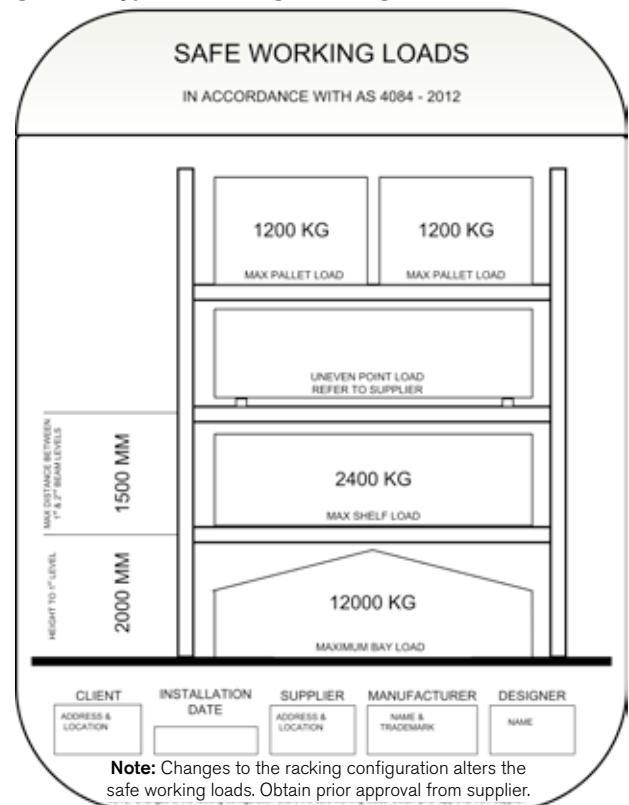 SAFE WORKING LOADS
IN ACCORDANCE WITH AS 4084 - 2012
1200 KG
1200 KG
MAX PALLET LOAD
MAX PALLET LOAD
UNEVEN POINT LOAD
REFER TO SUPPLIER
MAX DISTANCE BETWEEN
1ST & 2ND BEAM LEVELS
1500 MM
2400 KG
MAX SHELF LOAD
HEIGHT TO 1ST LEVEL
2000 MM
12000 KG
MAXIMUM BAY LOAD
CLIENT
ADDRESS &
LOCATION
INSTALLATION
DATE
SUPPLIER
ADDRESS &
LOCATION
MANUFACTURER
NAME &
TRADEMARK
DESIGNER
NAME
Note: Changes to the racking configuration alters the
safe working loads. Obtain prior approval from supplier.